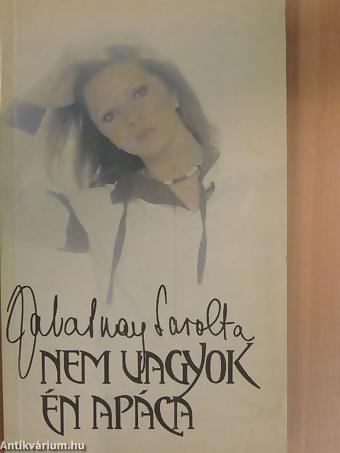 Zalatnay Sarolta
NEM VAGYOK
ÉN APÁCA
Antikvárium.hu